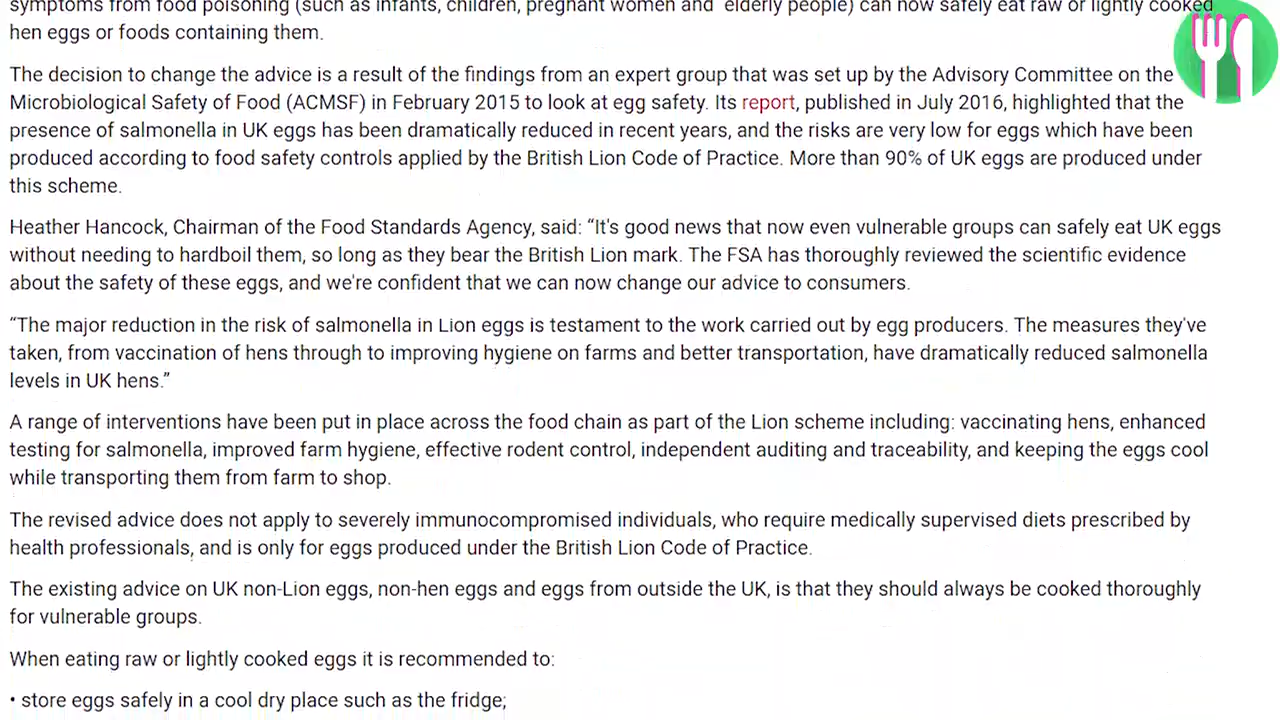 symptoms from food poisoning (such as infants, children, pregnant women and elderly people) can now safely eat raw or lightly cooked
hen eggs or foods containing them.
The decision to change the advice is a result of the findings from an expert group that was set up by the Advisory Committee on the
Microbiological Safety of Food (ACMSF) in February 2015 to look at egg safety. Its report, published in July 2016, highlighted that the
presence of salmonella in UK eggs has been dramatically reduced in recent years, and the risks are very low for eggs which have been
produced according to food safety controls applied by the British Lion Code of Practice. More than 90% of UK eggs are produced under
this scheme.
Heather Hancock, Chairman of the Food Standards Agency, said: “It's good news that now even vulnerable groups can safely eat UK eggs
without needing to hardboil them, so long as they bear the British Lion mark. The FSA has thoroughly reviewed the scientific evidence
about the safety of these eggs, and we're confident that we can now change our advice to consumers.
“The major reduction in the risk of salmonella in Lion eggs is testament to the work carried out by egg producers. The measures they've
taken, from vaccination of hens through to improving hygiene on farms and better transportation, have dramatically reduced salmonella
levels in UK hens.”
A range of interventions have been put in place across the food chain as part of the Lion scheme including: vaccinating hens, enhanced
testing for salmonella, improved farm hygiene, effective rodent control, independent auditing and traceability, and keeping the eggs cool
while transporting them from farm to shop.
The revised advice does not apply to severely immunocompromised individuals, who require medically supervised diets prescribed by
health professionals, and is only for eggs produced under the British Lion Code of Practice.
The existing advice on UK non-Lion eggs, non-hen eggs and eggs from outside the UK, is that they should always be cooked thoroughly
for vulnerable groups.
When eating raw or lightly cooked eggs it is recommended to:
• store eggs safely in a cool dry place such as the fridge;